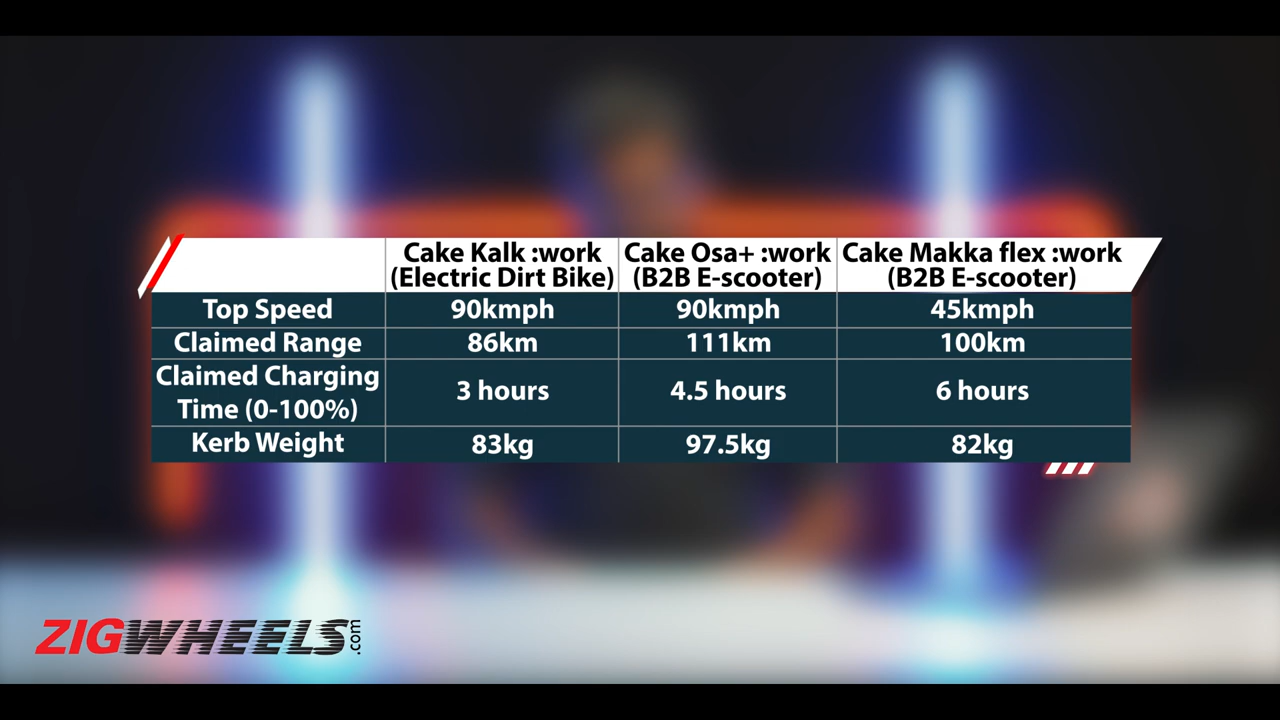 Cake Kalk :work Cake Osa+ :work Cake Makka flex :work
(Electric Dirt Bike) (B2B E-scooter) (B2B E-scooter)
Top Speed 90kmph 90kmph 45kmph
Claimed Range 86km 111km 100km
Claimed Charging
Time (0-100%) 3 hours 4.5 hours 6 hours
Kerb Weight 83kg 97.5kg 82kg
ZIGWHEELS.com